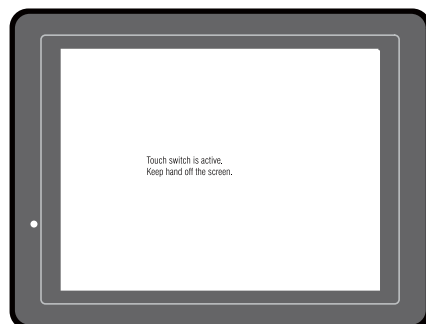 Touch switch is active.
Keep hand off the screen.